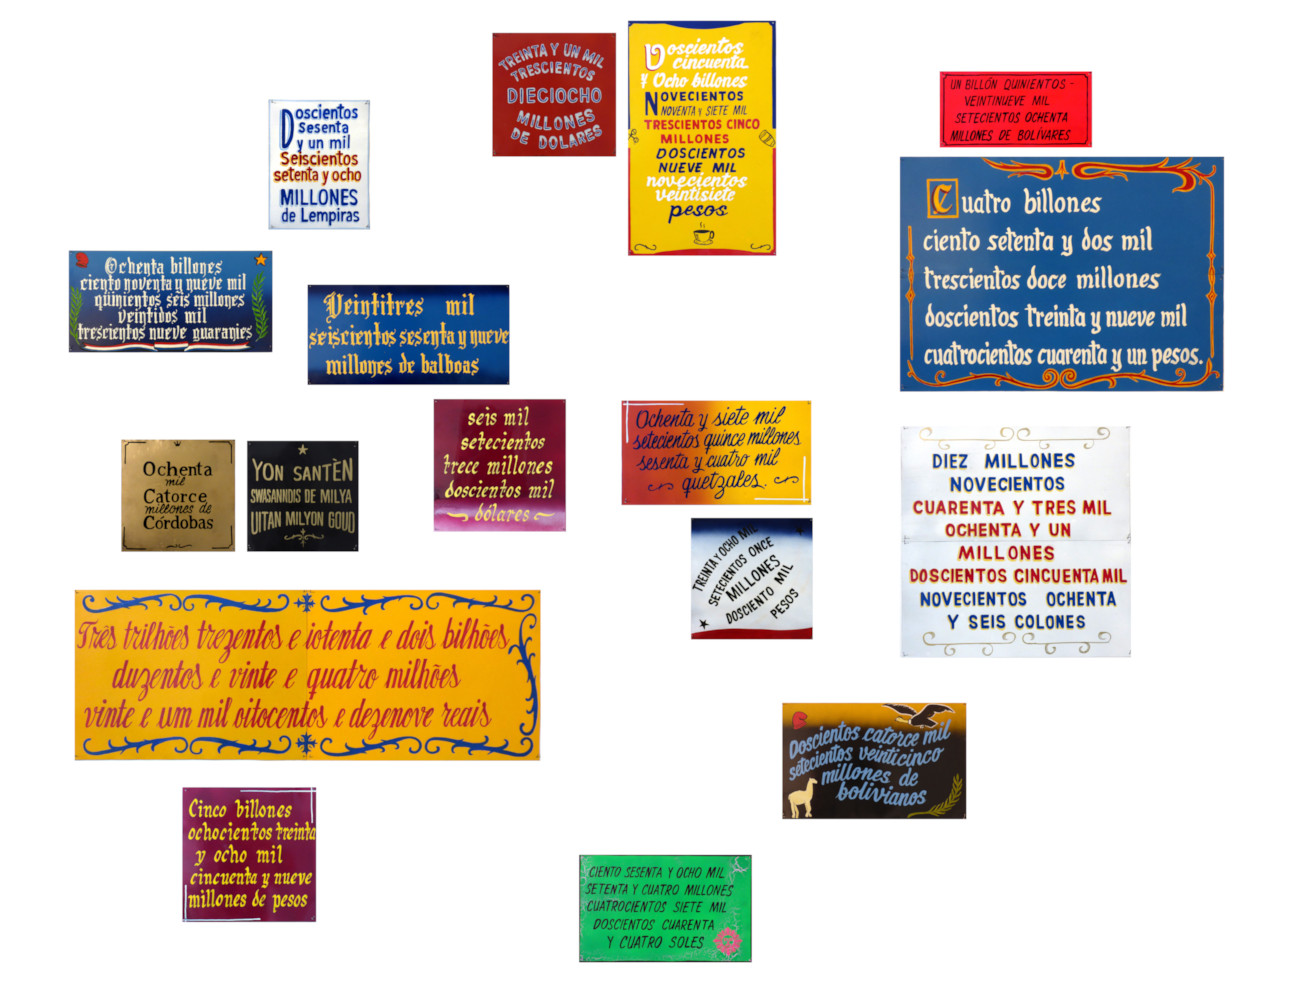 TREINTA Y UN MIL
TRESCIENTOS
DIECIOCHO
MILLONES
DE DOLARES
Doscientos
cincuenta
y Ocho billones
NOVECIENTOS
NOVENTA y SIETE MIL
TRESCIENTOS CINCO
MILLONES
DOSCIENTOS
NUEVE MIL
novecientos
veintisiete
pesos
UN BILLÓN QUINIENTOS -
VEINTINUEVE MIL
SETECIENTOS OCHENTA
MILLONES DE BOLÍVARES
Doscientos
Sesenta
y un mil
Seiscientos
setenta y ocho
MILLONES
de Lempiras
Cuatro billones
ciento setenta y dos mil
trescientos doce millones
doscientos treinta y nueve mil
cuatrocientos cuarenta y un pesos.
Ochenta billones
ciento noventa y nueve mil
quinientos seis millones
veintidos mil
trescientos nueve guaranies
Veintitres mil
seiscientos sesenta y nueve
millones de balboas
seis mil
setecientos
trece millones
doscientos mil
dólares
Ochenta y siete mil
setecientos quince millones
sesenta y cuatro mil
quetzales.
DIEZ MILLONES
NOVECIENTOS
CUARENTA Y TRES MIL
OCHENTA Y UN
MILLONES
DOSCIENTOS CINCUENTA MIL
NOVECIENTOS OCHENTA
Y SEIS COLONES
Ochenta
mil
Catorce
millones de
Córdobas
YON SANTÈN
SWASANNDIS DE MILYA
UITAN MILYON GOUD
TREINTA Y OCHO MIL
SETECIENTOS ONCE
MILLONES
DOSCIENTO MIL
PESOS
Três trilhões trezentos e iotenta e dois bilhões
duzentos e vinte e quatro milhões
vinte e um mil oitocentos e dezenove reais
Doscientos catorce mil
setecientos veinticinco
millones de
bolivianos
Cinco billones
ochocientos treinta
y ocho mil
cincuenta y nueve
millones de pesos
CIENTO SESENTA Y OCHO MIL
SETENTA Y CUATRO MILLONES
CUATROCIENTOS SIETE MIL
DOSCIENTOS CUARENTA
Y CUATRO SOLES